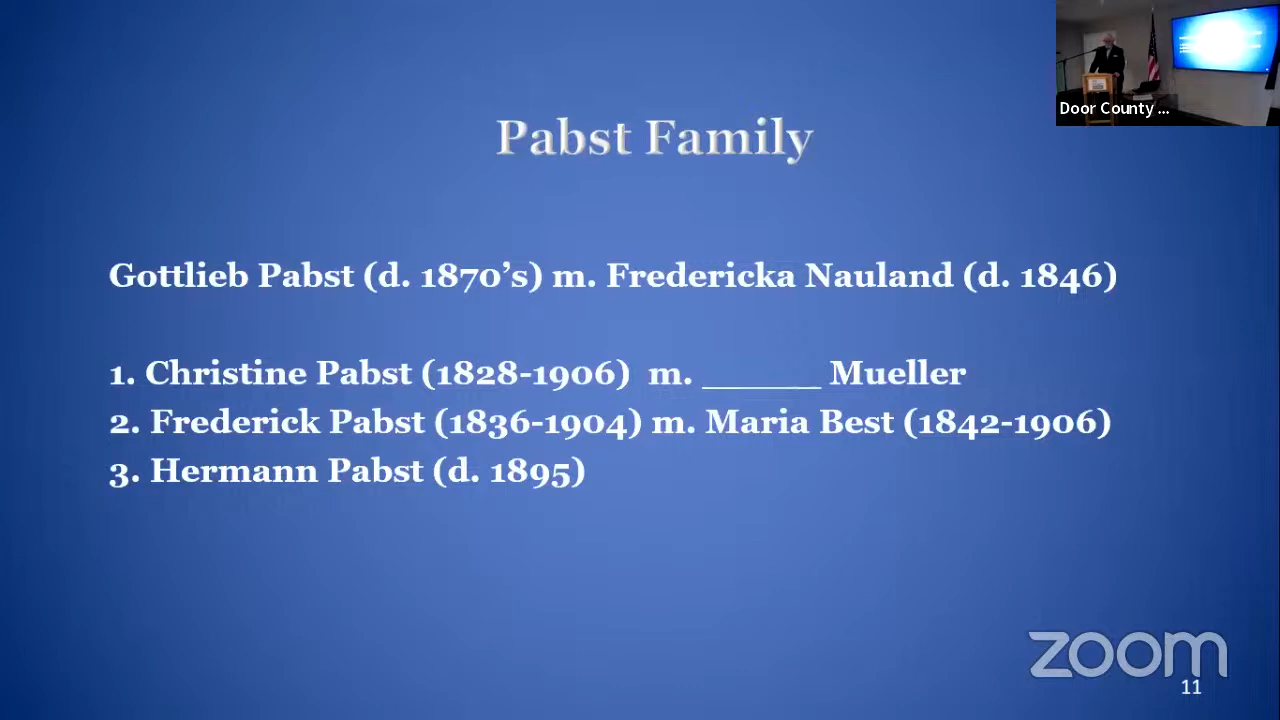 Door County ...
Pabst Family
Gottlieb Pabst (d. 1870’s) m. Fredericka Nauland (d. 1846)
1. Christine Pabst (1828-1906) m. ______ Mueller
2. Frederick Pabst (1836-1904) m. Maria Best (1842-1906)
3. Hermann Pabst (d. 1895)
zoom
11